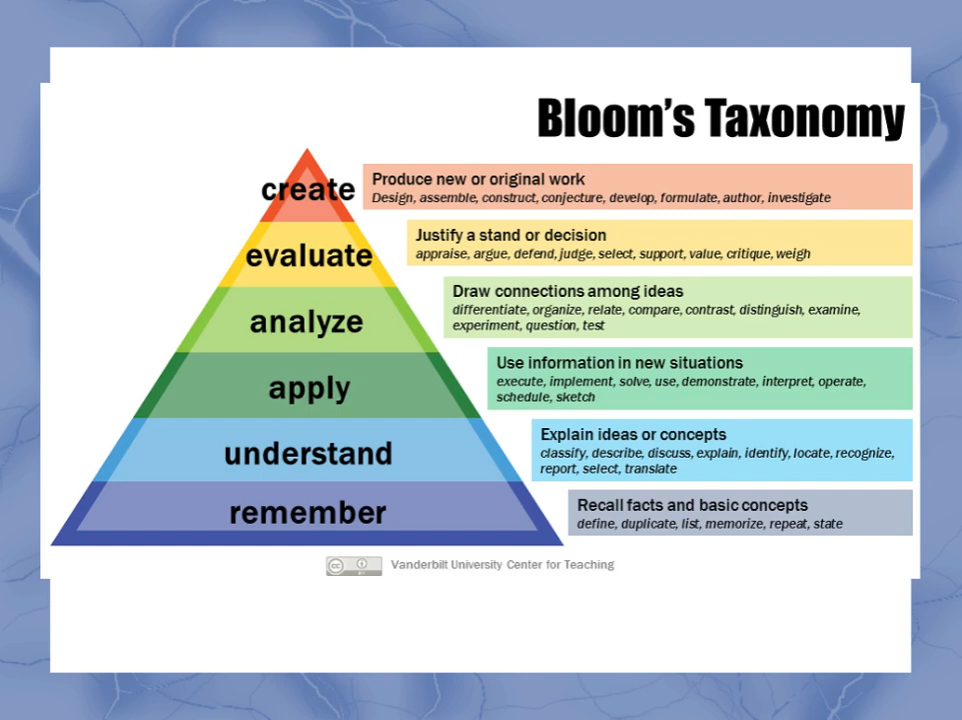 Bloom's Taxonomy
create
Produce new or original work
Design, assemble, construct, conjecture, develop, formulate, author, investigate
evaluate
Justify a stand or decision
appraise, argue, defend, judge, select, support, value, critique, weigh
analyze
Draw connections among ideas
differentiate, organize, relate, compare, contrast, distinguish, examine,
experiment, question, test
apply
Use information in new situations
execute, implement, solve, use, demonstrate, interpret, operate,
schedule, sketch
understand
Explain ideas or concepts
classify, describe, discuss, explain, identify, locate, recognize,
report, select, translate
remember
Recall facts and basic concepts
define, duplicate, list, memorize, repeat, state
cc
Vanderbilt University Center for Teaching